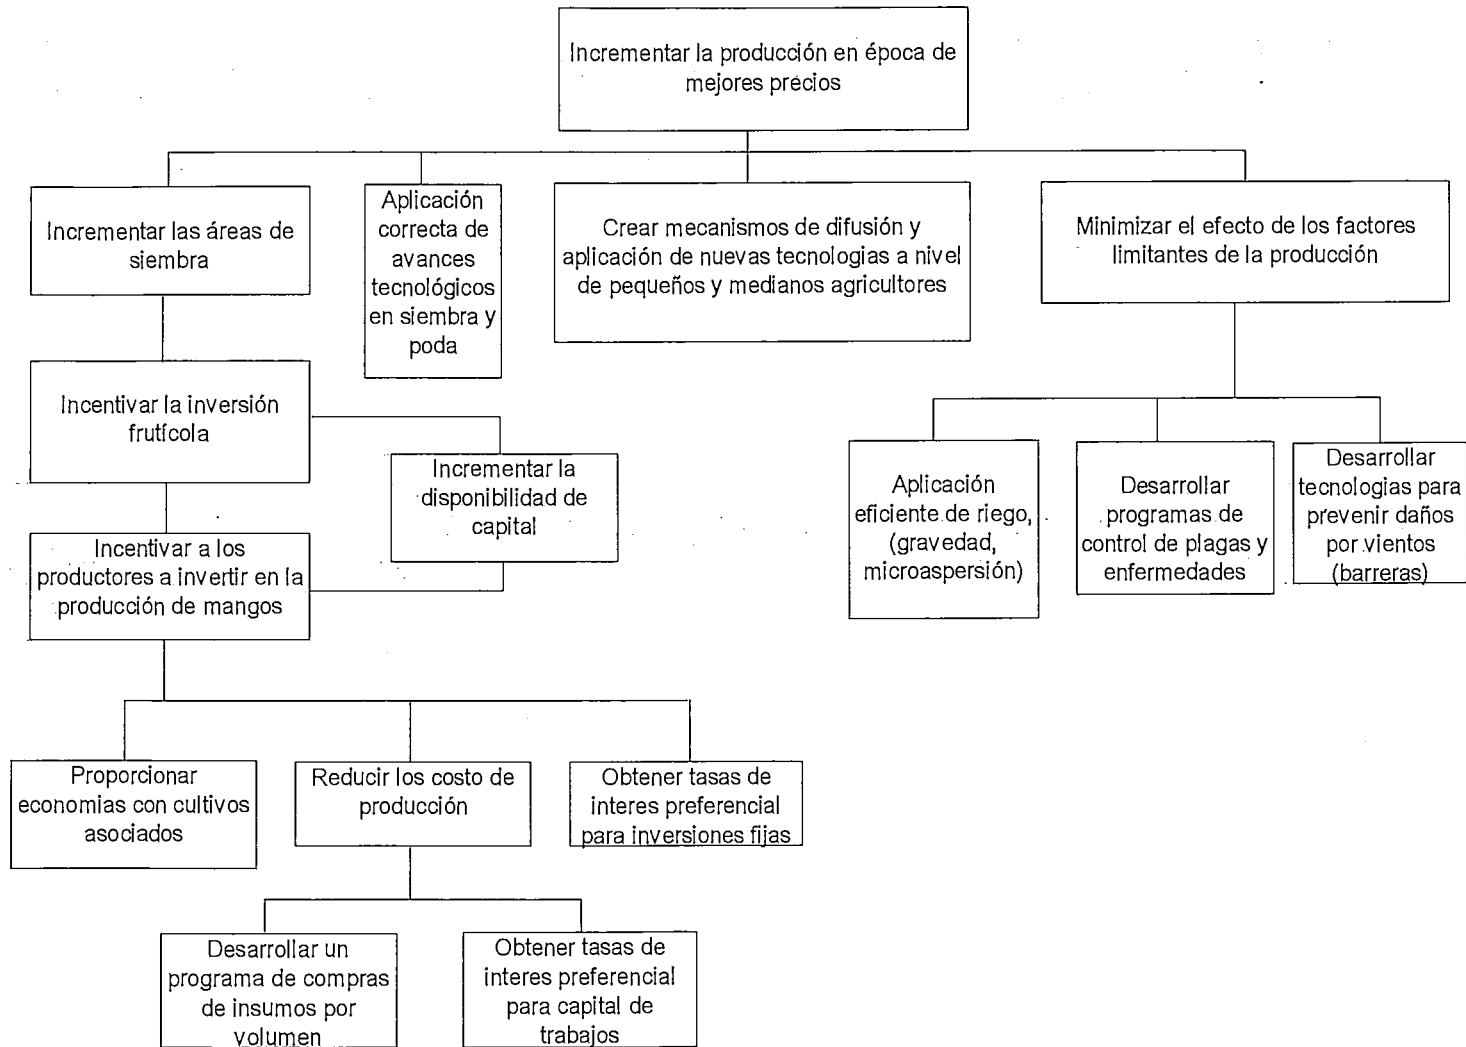 Incrementar la producción en época de
mejores precios
Incrementar las áreas de
siembra
Aplicación
correcta de
avances
tecnológicos
en siembra y
poda
Crear mecanismos de difusión y
aplicación de nuevas tecnologias a nivel
de pequeños y medianos agricultores
Minimizar el efecto de los factores
limitantes de la producción
Incentivar la inversión
frutícola
Incrementar la
disponibilidad de
capital
Aplicación
eficiente de riego,
(gravedad,
microaspersión)
Desarrollar
programas de
control de plagas y
enfermedades
Desarrollar
tecnologias para
prevenir daños
por vientos
(barreras)
Incentivar a los
productores a invertir en la
producción de mangos
Proporcionar
economias con cultivos
asociados
Reducir los costo de
producción
Obtener tasas de
interes preferencial
para inversiones fijas
Desarrollar un
programa de compras
de insumos por
volumen
Obtener tasas de
interes preferencial
para capital de
trabajos